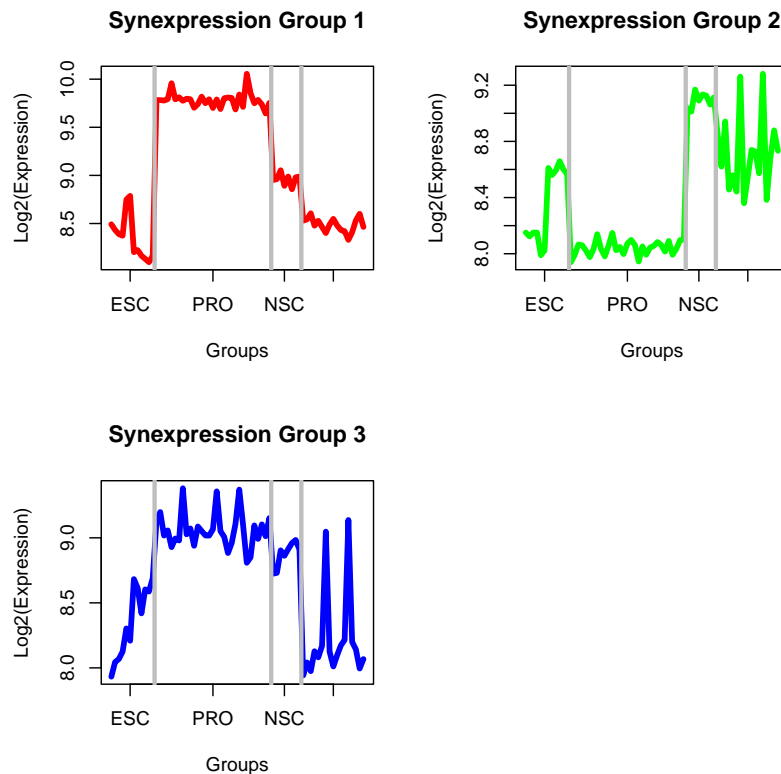 Synexpression Group 1
Log2(Expression)
10.0
9.5
9.0
8.5
ESC PRO NSC
Groups
Synexpression Group 2
Log2(Expression)
9.2
8.8
8.4
8.0
ESC PRO NSC
Groups
Synexpression Group 3
Log2(Expression)
9.0
8.5
8.0
ESC PRO NSC
Groups